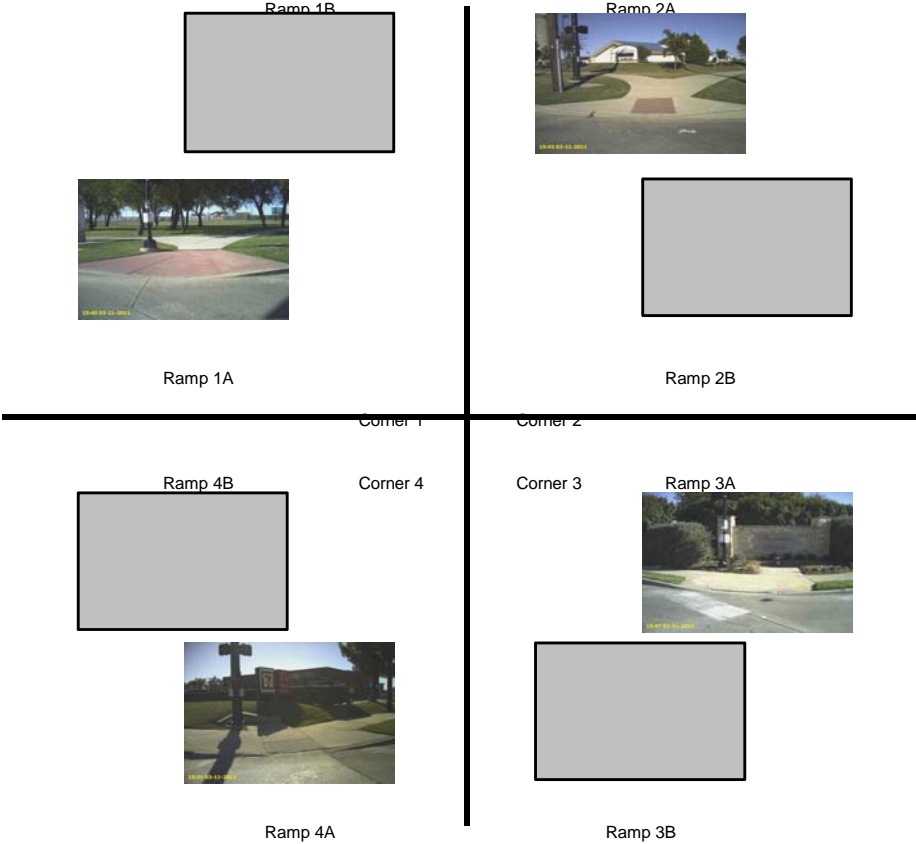 Ramp 1B
Ramp 2A
Ramp 1A
Ramp 2B
Corner 1
Corner 2
Ramp 4B
Corner 4
Corner 3
Ramp 3A
Ramp 4A
Ramp 3B